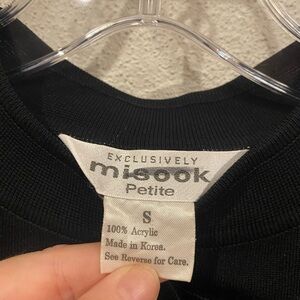 EXCLUSIVELY
misook
Petite
S
100% Acrylic
Made in Korea.
See Reverse for Care.